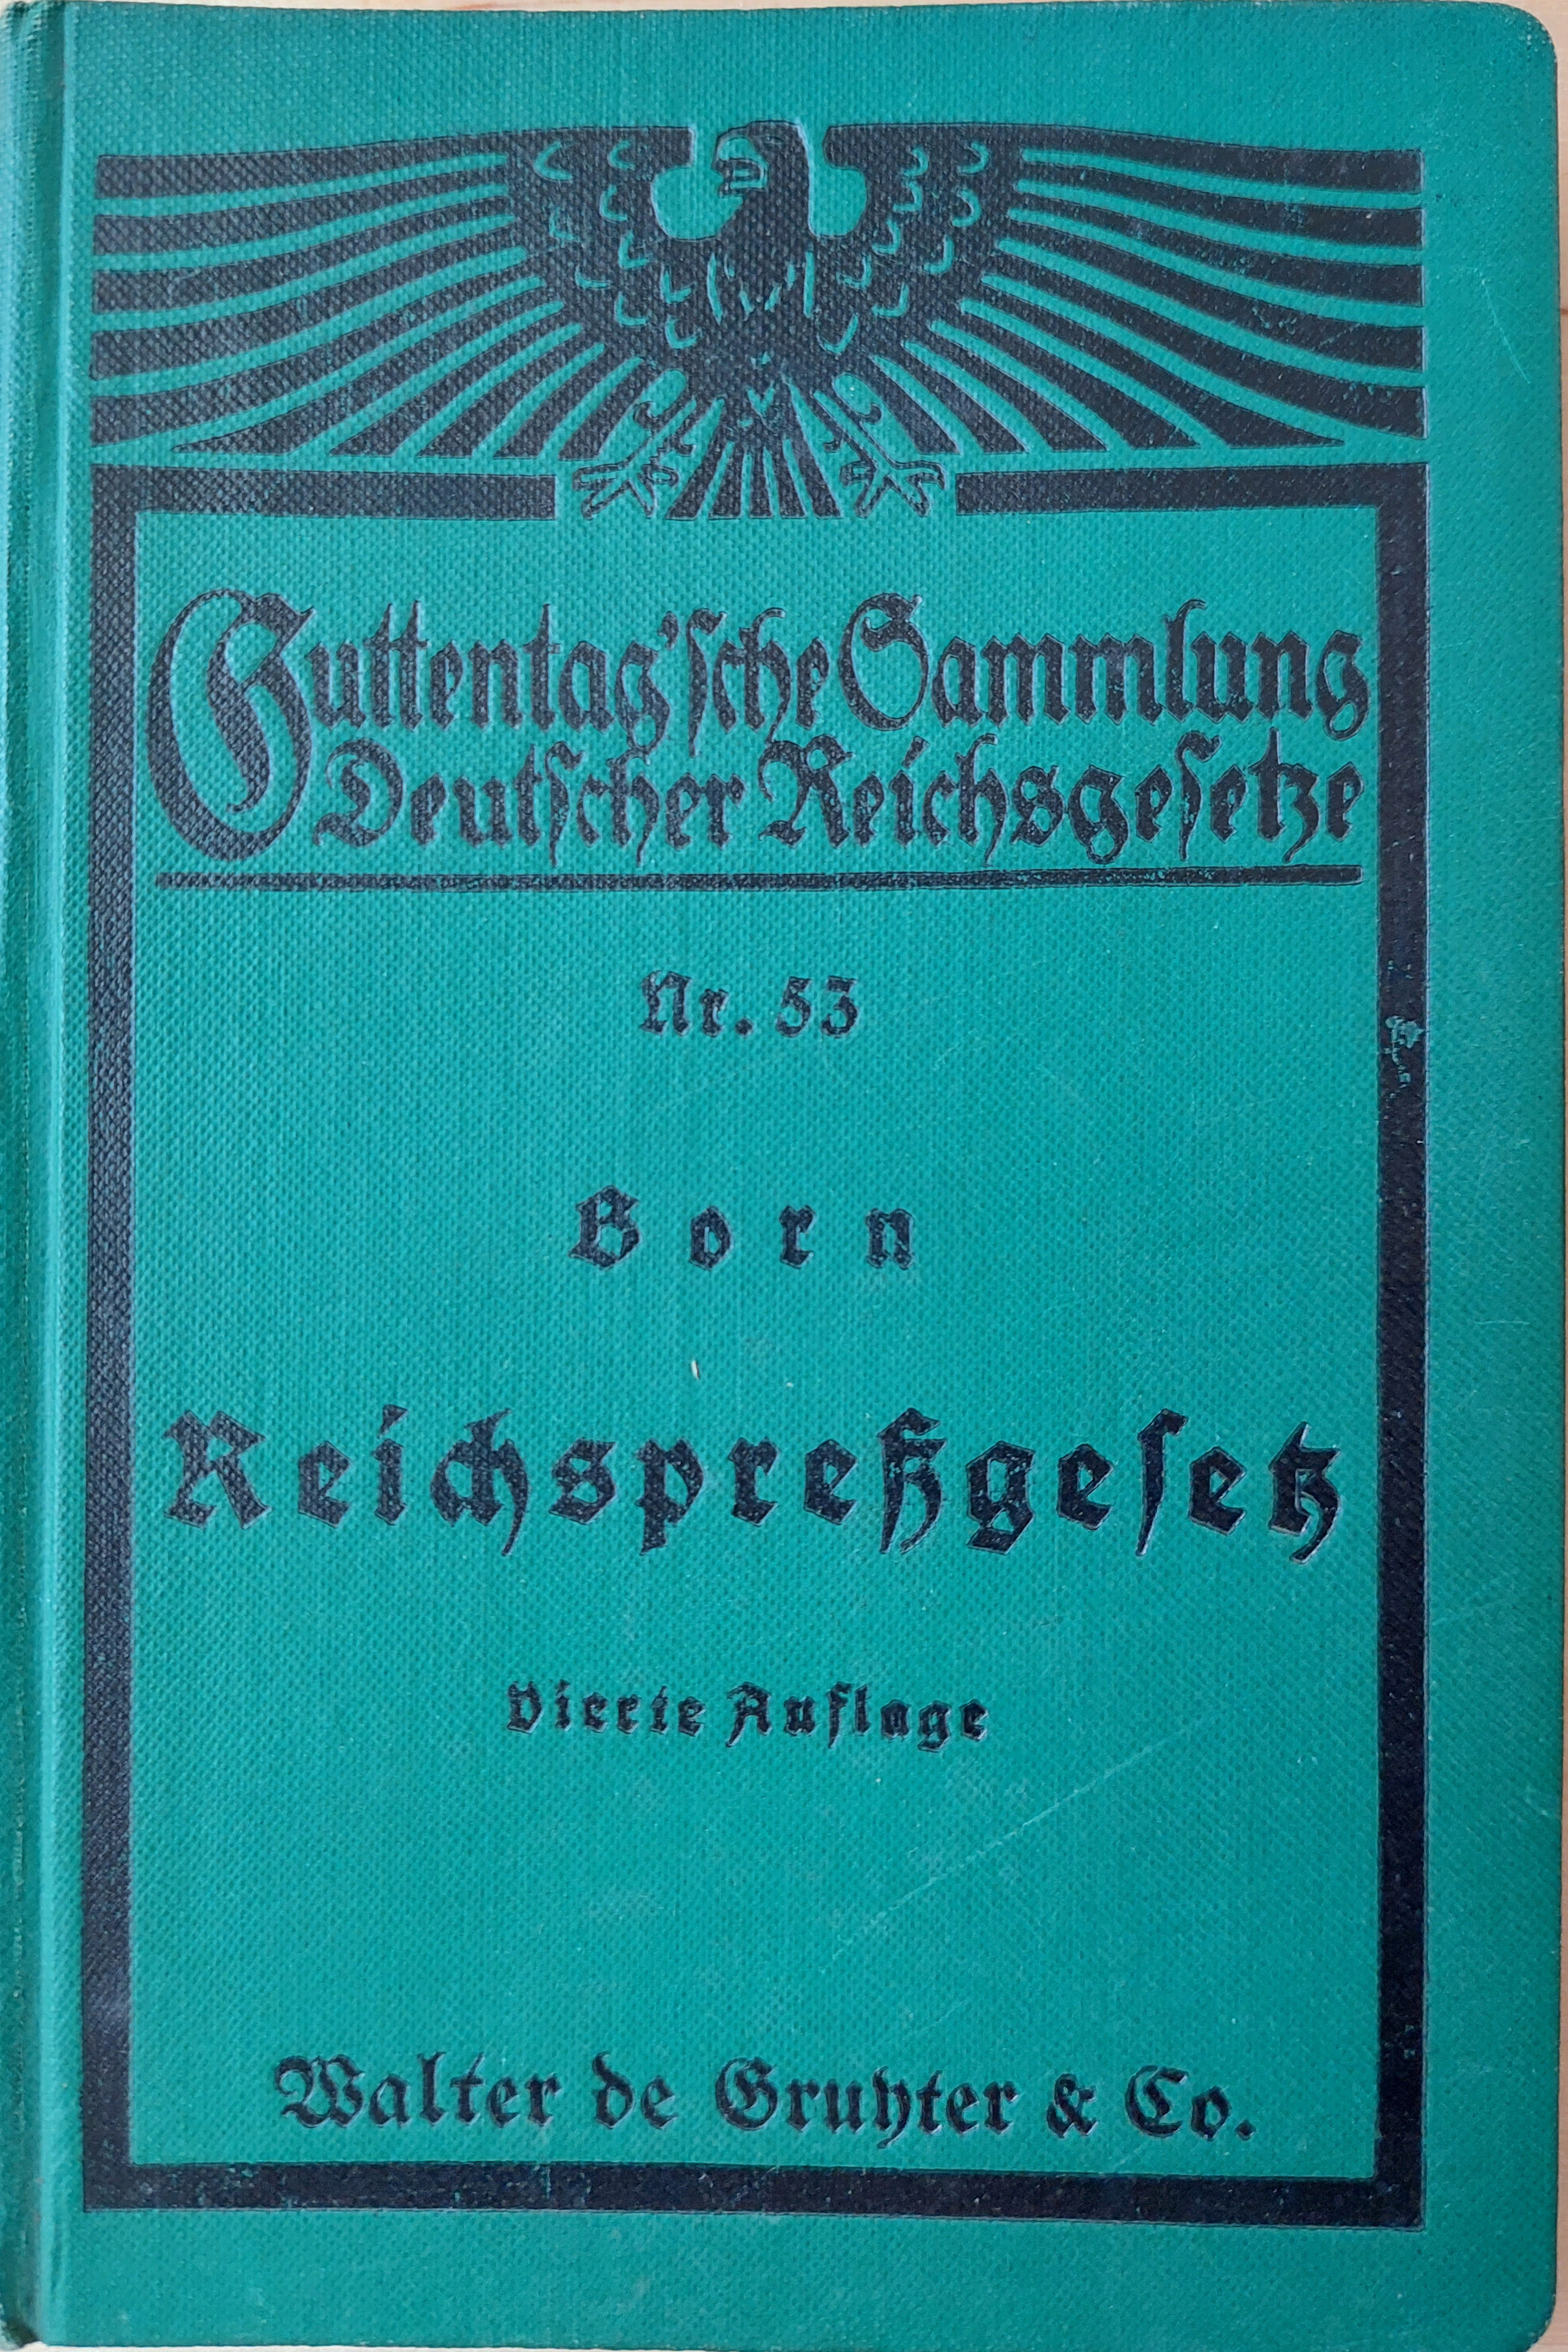 Guttentag'sche Sammlung
Deutscher Reichsgesetze
Nr. 53
Born
Reichspreßgesetz
Vierte Auflage
Walter de Gruyter & Co.